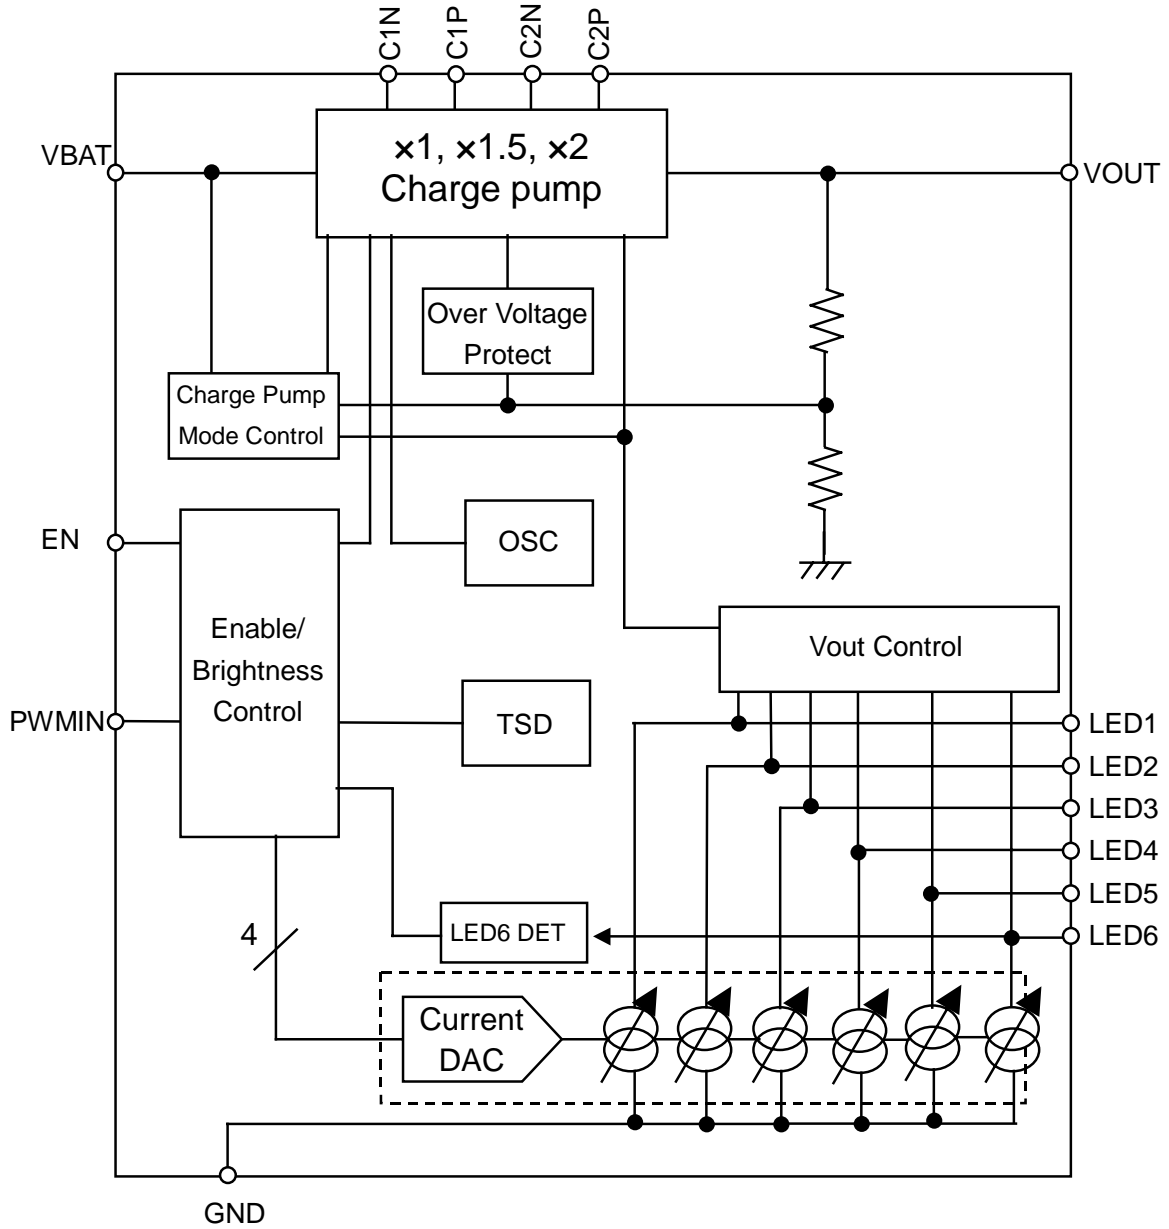 C1N
C1P
C2N
C2P
VBAT
×1, ×1.5, ×2
Charge pump
VOUT
Over Voltage
Protect
Charge Pump
Mode Control
EN
OSC
Enable/
Brightness
Control
Vout Control
PWMIN
TSD
LED1
LED2
LED3
LED4
LED5
LED6
4
LED6 DET
Current
DAC
GND